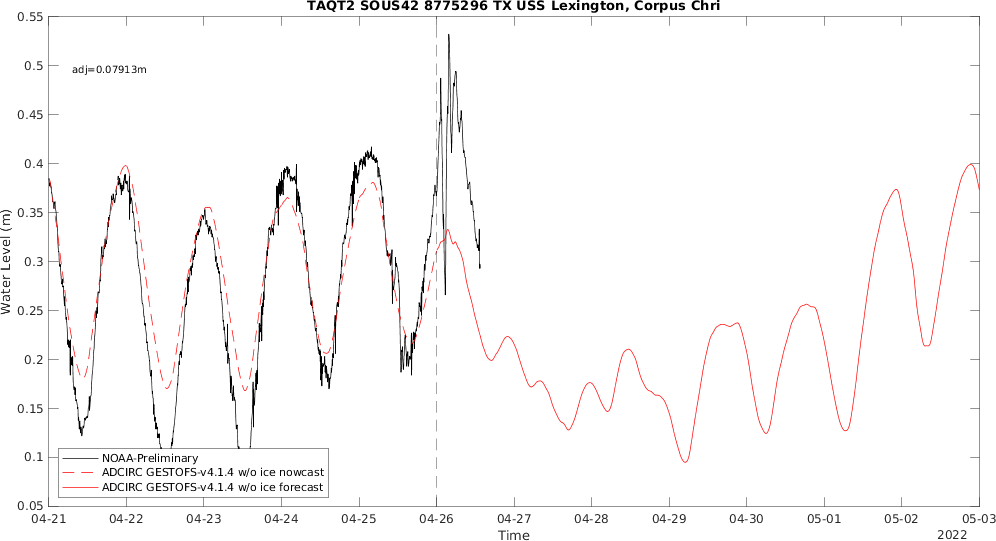 TAQT2 SOUS42 8775296 TX USS Lexington, Corpus Chri
0.55
0.5
0.45
0.4
0.35
0.3
0.25
0.2
0.15
0.1
0.05
Water Level (m)
adj=0.07913m
NOAA-Preliminary
ADCIRC GESTOFS-v4.1.4 w/o ice nowcast
ADCIRC GESTOFS-v4.1.4 w/o ice forecast
04-21 04-22 04-23 04-24 04-25 04-26 04-27 04-28 04-29 04-30 05-01 05-02 05-03
Time
2022